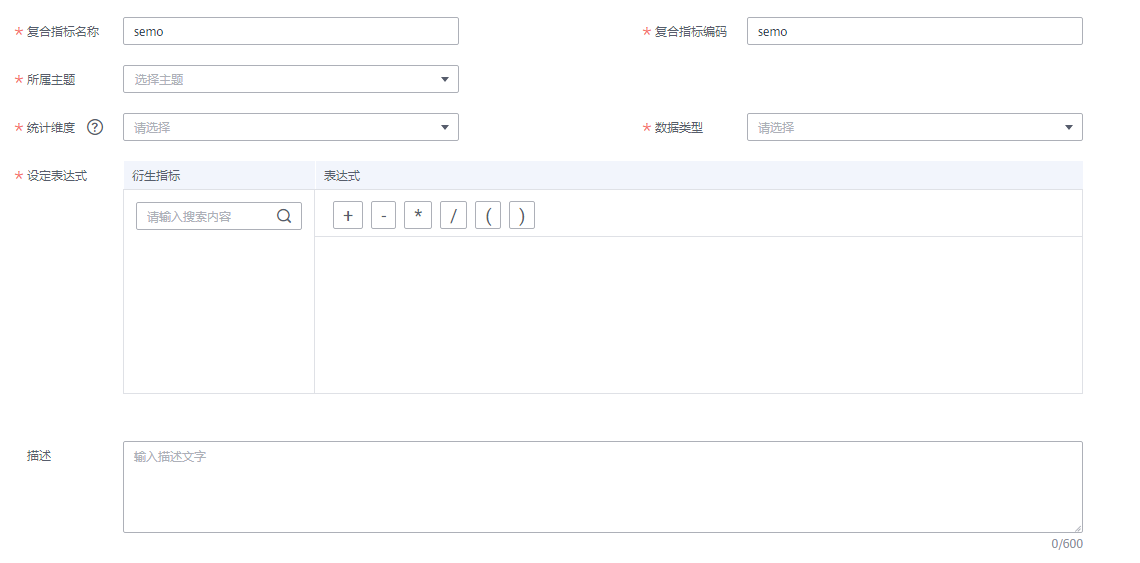 * 复合指标名称 semo * 复合指标编码 semo
* 所属主题 选择主题
* 统计维度 ? 请选择 * 数据类型 请选择
* 设定表达式 衍生指标 表达式
请输入搜索内容 + - * / ( )
描述 输入描述文字
0/600